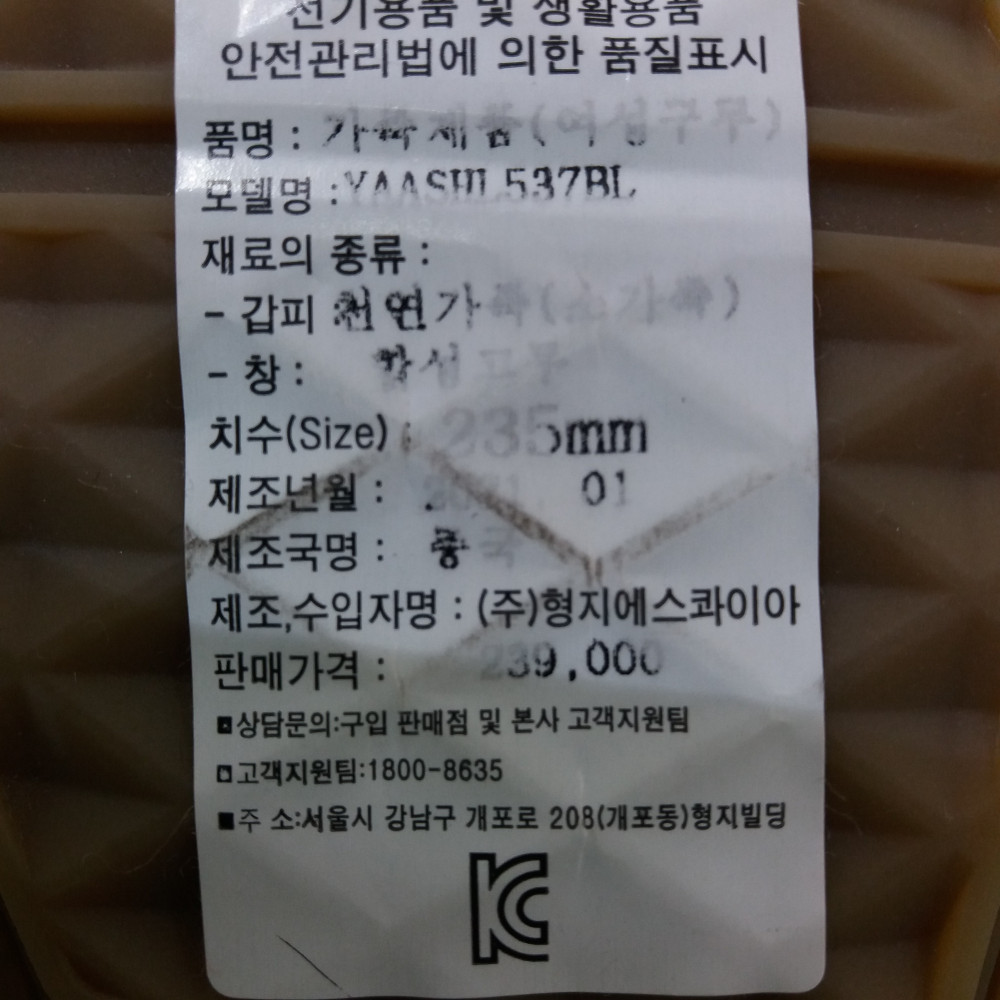 전기용품 및 생활용품
안전관리법에 의한 품질표시
품명 : 가죽제품(여성구두)
모델명 :YAASHL537BL
재료의 종류 :
- 갑피 천연가죽(소가죽)
- 창 : 합성고무
치수(Size) : 235mm
제조년월 : 2021. 01
제조국명 : 중국
제조,수입자명 : (주)형지에스콰이아
판매가격 : 239,000
■상담문의:구입 판매점 및 본사 고객지원팀
■고객지원팀:1800-8635
■주 소:서울시 강남구 개포로 208(개포동)형지빌딩